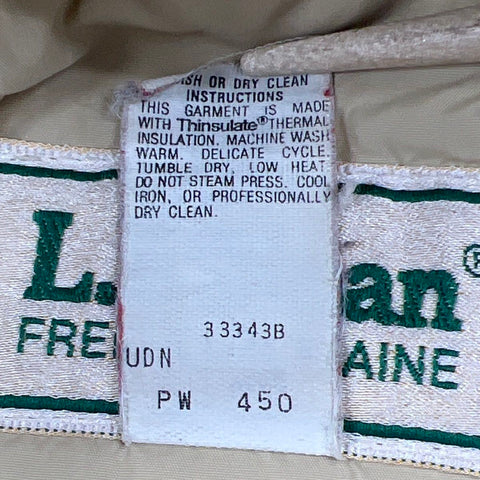 SH OR DRY CLEAN
INSTRUCTIONS
THIS GARMENT IS MADE
WITH Thinsulate® THERMAL
INSULATION. MACHINE WASH
WARM. DELICATE CYCLE.
TUMBLE DRY, LOW HEAT.
DO NOT STEAM PRESS. COOL
IRON, OR PROFESSIONALLY
DRY CLEAN.
L. an®
FRE AINE
33343B
UDN
PW 450